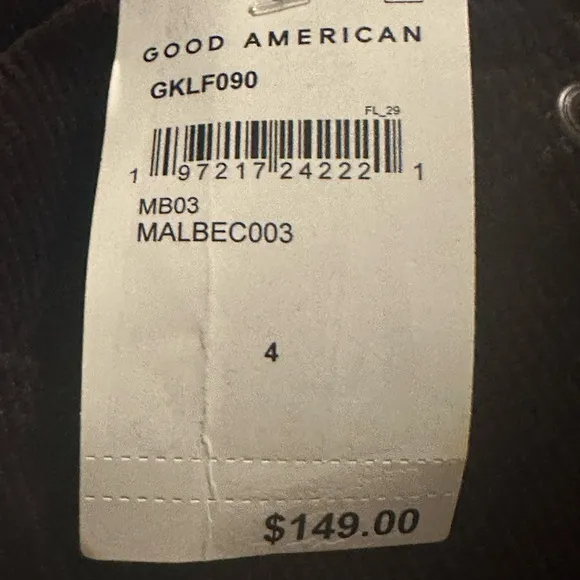 GOOD AMERICAN
GKLF090
FL_29
1 97217 24222 1
MB03
MALBEC003
4
$149.00